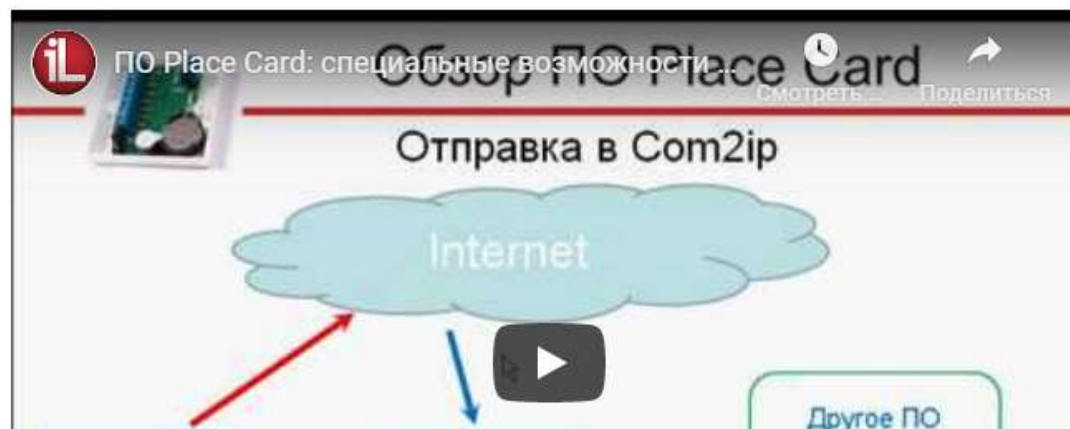 iL
ПО Place Card: специальные возможности ...
Обзор ПО Place Card
Смотреть ...
Поделиться
Отправка в Com2ip
Internet
Другое ПО